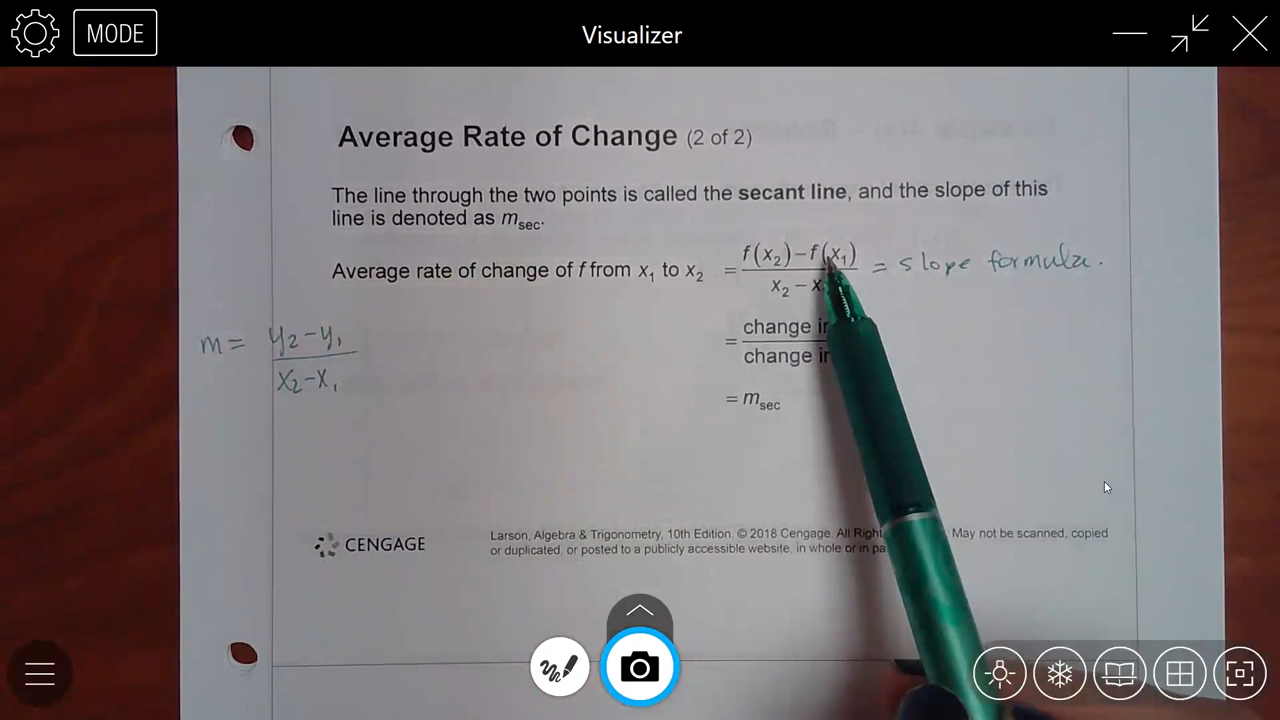 MODE
Visualizer
Average Rate of Change (2 of 2)
The line through the two points is called the secant line, and the slope of this
line is denoted as m_sec.
Average rate of change of f from x₁ to x₂ = f(x₂) − f(x₁) / x₂ − x = slope formula.
m = y₂ − y₁ / x₂ − x₁
= change / change
= m_sec
CENGAGE
Larson, Algebra & Trigonometry, 10th Edition. © 2018 Cengage. All May not be scanned, copied
or duplicated, or posted to a publicly accessible website, in whole or in